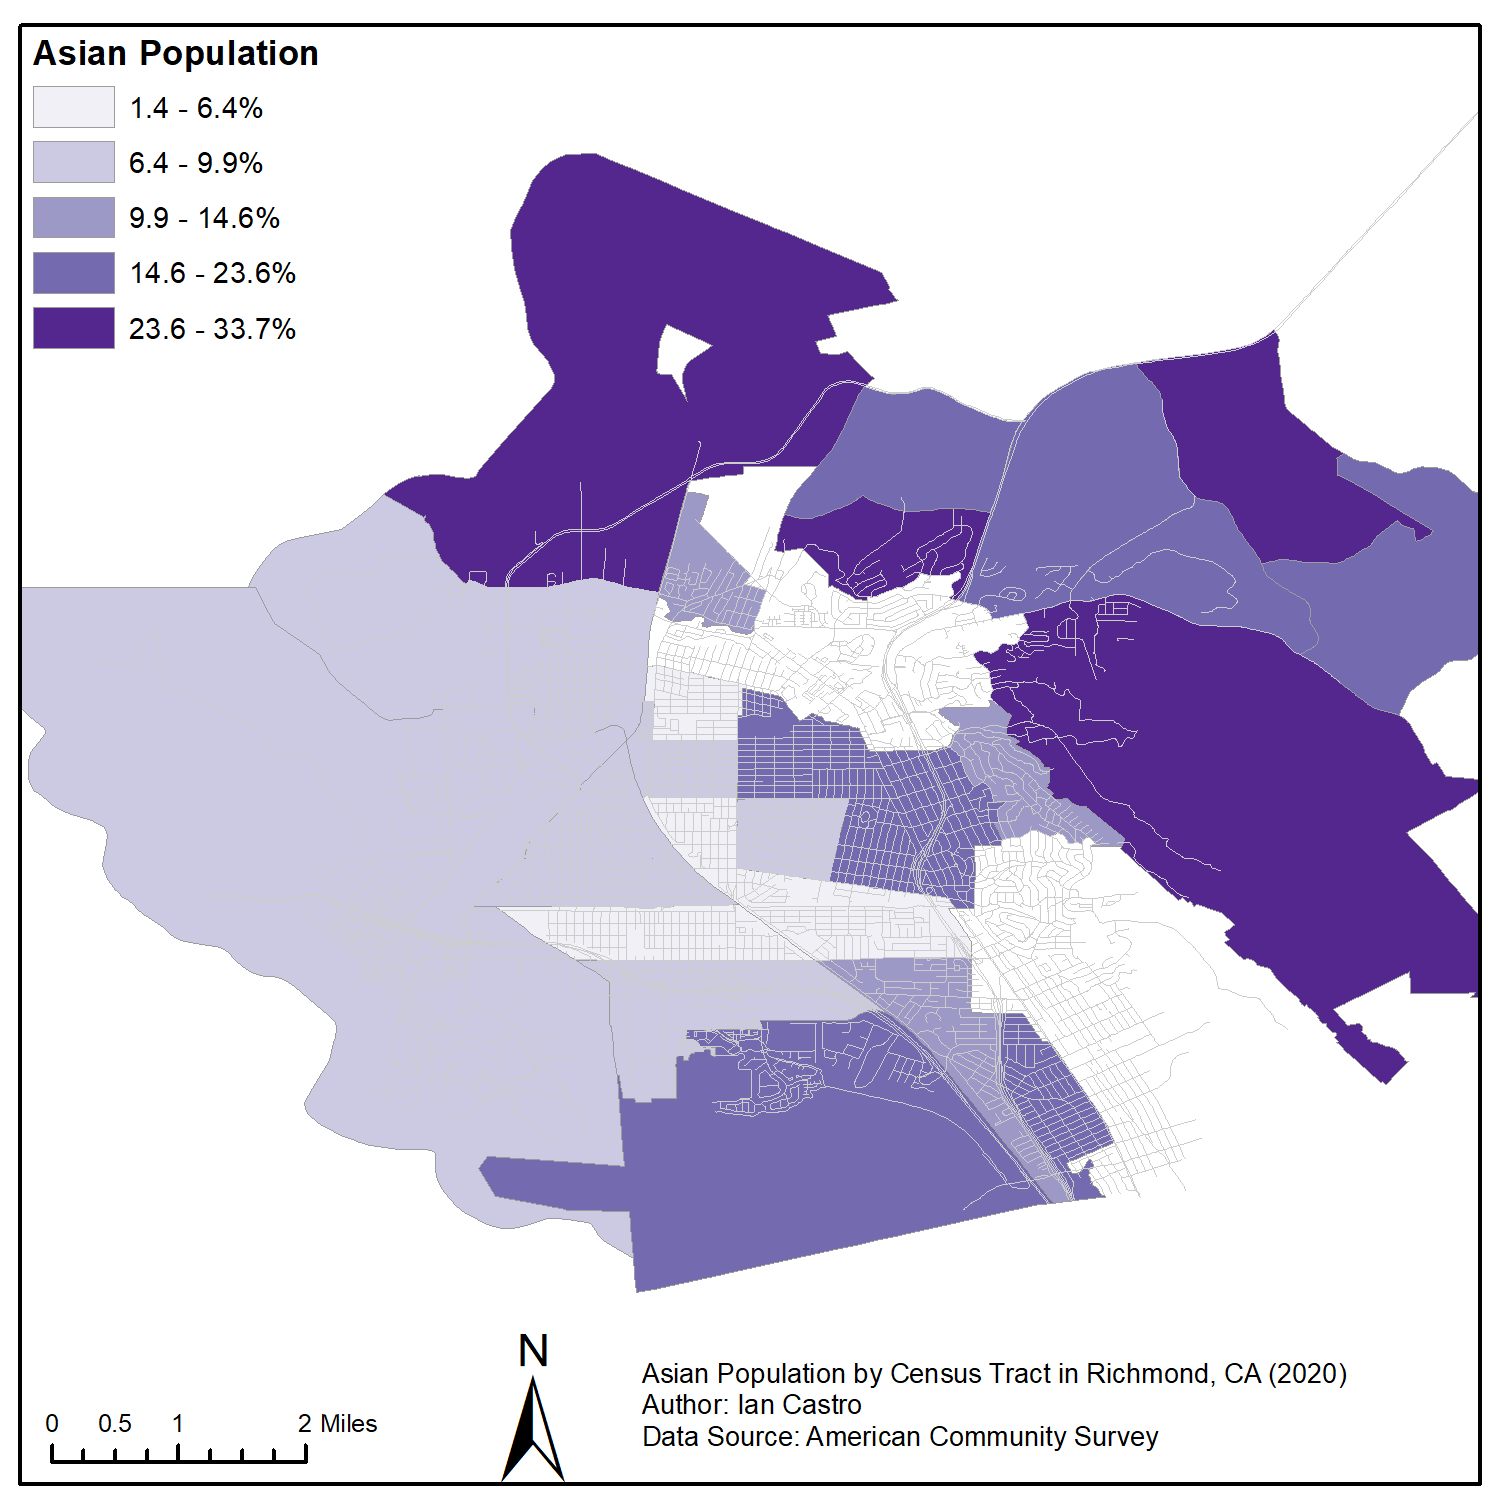 Asian Population
1.4 - 6.4%
6.4 - 9.9%
9.9 - 14.6%
14.6 - 23.6%
23.6 - 33.7%
N
0 0.5 1 2 Miles
Asian Population by Census Tract in Richmond, CA (2020)
Author: Ian Castro
Data Source: American Community Survey